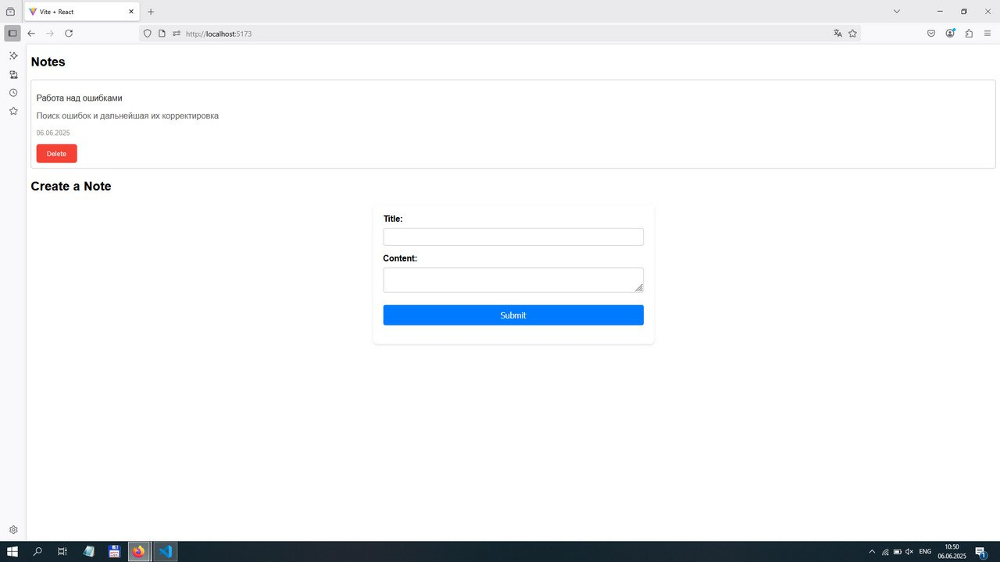 Vite + React
http://localhost:5173
Notes
Работа над ошибками
Поиск ошибок и дальнейшая их корректировка
06.06.2025
Delete
Create a Note
Title:
Content:
Submit
ENG
10:50
06.06.2025
1